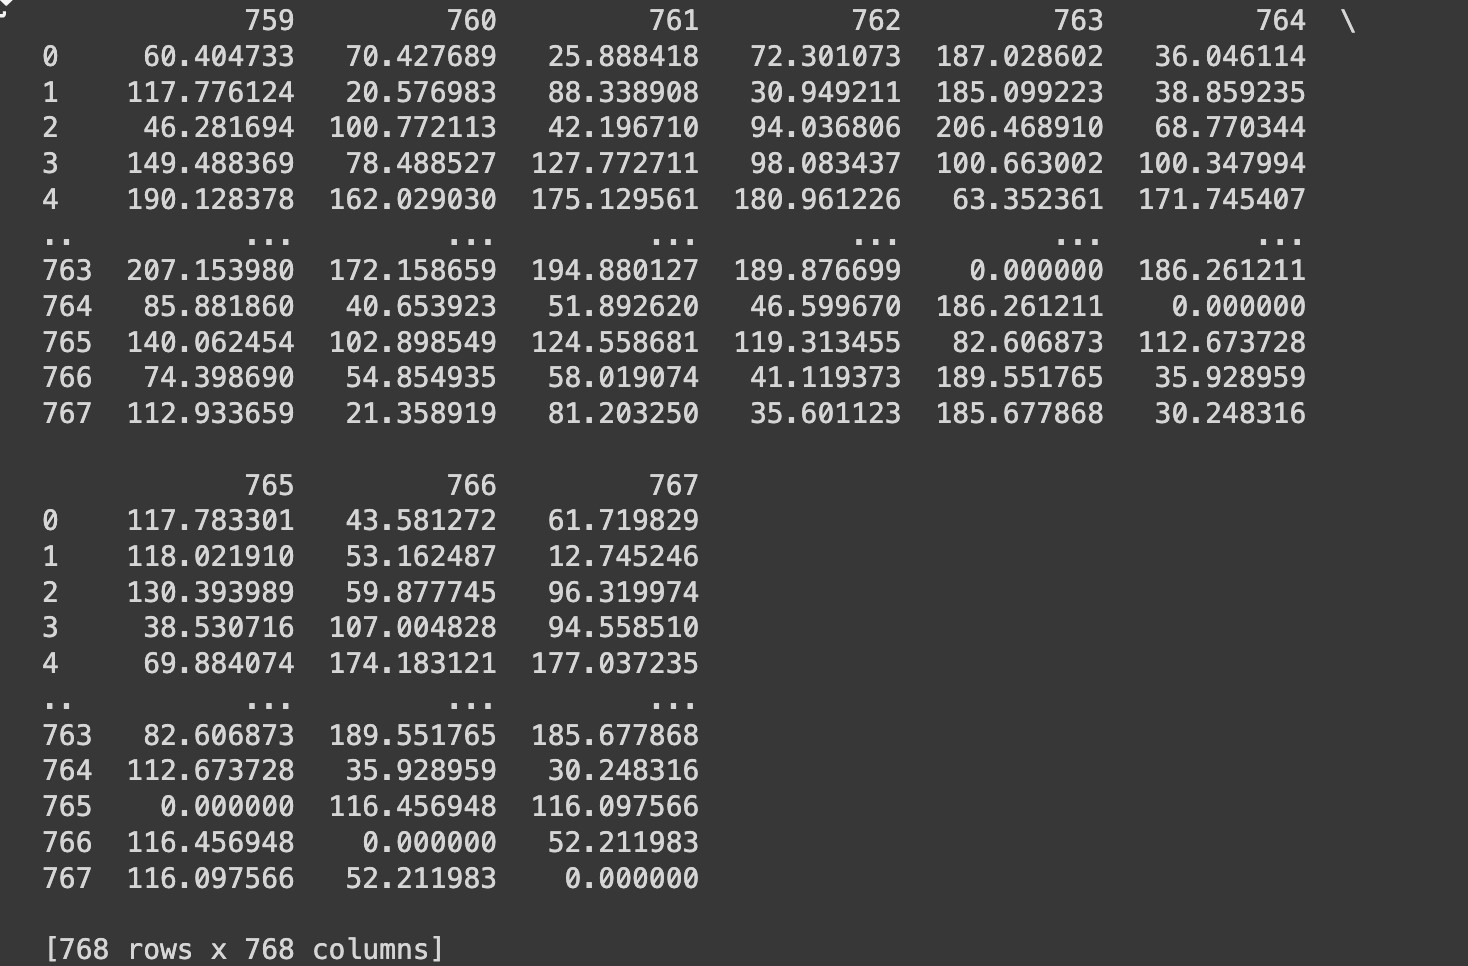 759 760 761 762 763 764 \
0 60.404733 70.427689 25.888418 72.301073 187.028602 36.046114
1 117.776124 20.576983 88.338908 30.949211 185.099223 38.859235
2 46.281694 100.772113 42.196710 94.036806 206.468910 68.770344
3 149.488369 78.488527 127.772711 98.083437 100.663002 100.347994
4 190.128378 162.029030 175.129561 180.961226 63.352361 171.745407
.. ... ... ... ... ... ...
763 207.153980 172.158659 194.880127 189.876699 0.000000 186.261211
764 85.881860 40.653923 51.892620 46.599670 186.261211 0.000000
765 140.062454 102.898549 124.558681 119.313455 82.606873 112.673728
766 74.398690 54.854935 58.019074 41.119373 189.551765 35.928959
767 112.933659 21.358919 81.203250 35.601123 185.677868 30.248316
765 766 767
0 117.783301 43.581272 61.719829
1 118.021910 53.162487 12.745246
2 130.393989 59.877745 96.319974
3 38.530716 107.004828 94.558510
4 69.884074 174.183121 177.037235
.. ... ... ...
763 82.606873 189.551765 185.677868
764 112.673728 35.928959 30.248316
765 0.000000 116.456948 116.097566
766 116.456948 0.000000 52.211983
767 116.097566 52.211983 0.000000
[768 rows x 768 columns]